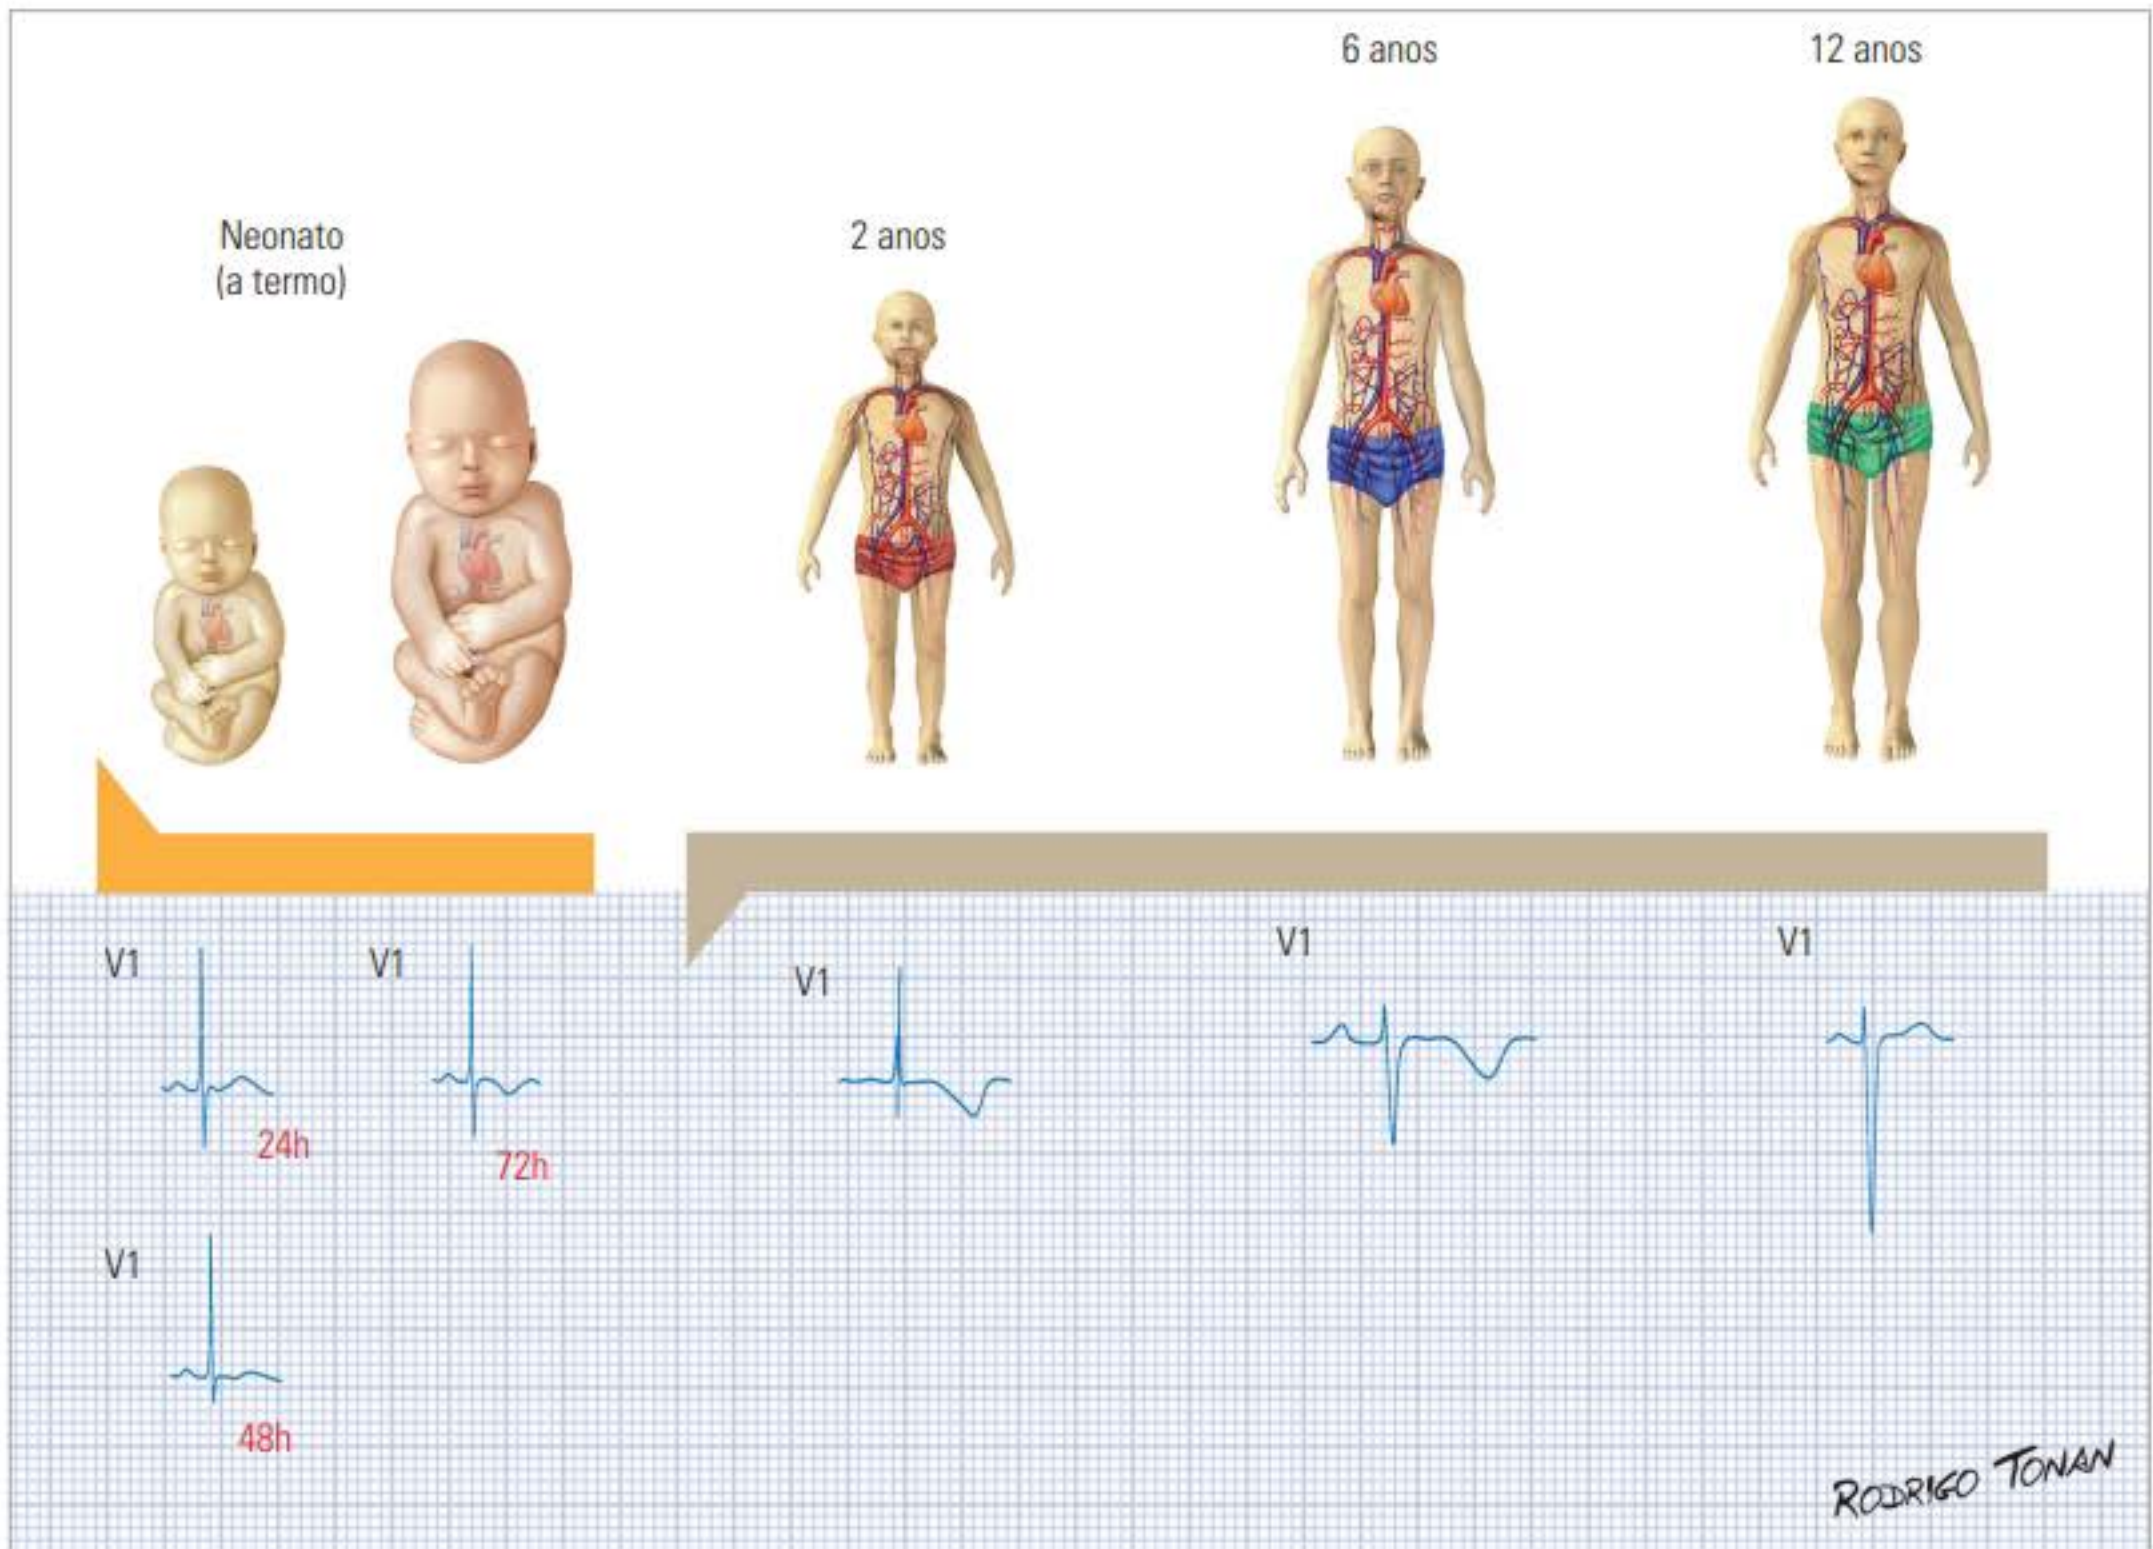 6 anos
12 anos
Neonato
(a termo)
2 anos
V1
V1
V1
V1
V1
24h
72h
V1
48h
RODRIGO TONAN